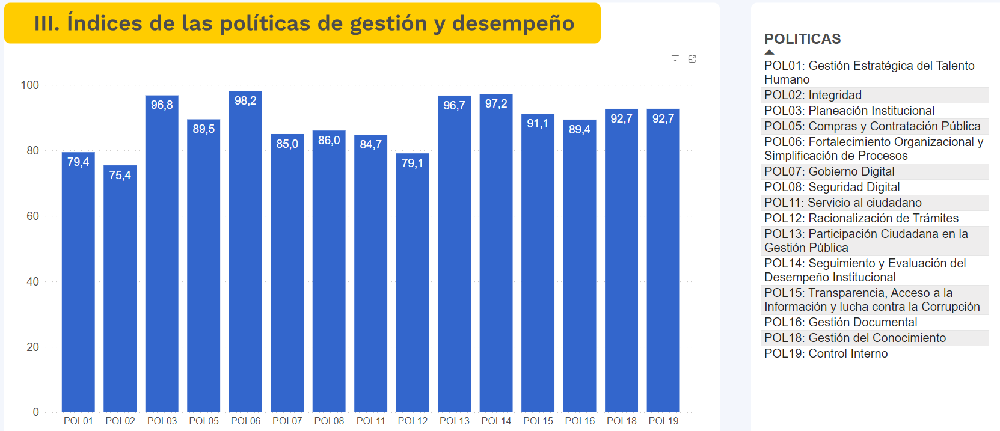 III. Índices de las políticas de gestión y desempeño
100
80
60
40
20
0
79,4
75,4
96,8
89,5
98,2
85,0
86,0
84,7
79,1
96,7
97,2
91,1
89,4
92,7
92,7
POL01
POL02
POL03
POL05
POL06
POL07
POL08
POL11
POL12
POL13
POL14
POL15
POL16
POL18
POL19
POLITICAS
POL01: Gestión Estratégica del Talento
Humano
POL02: Integridad
POL03: Planeación Institucional
POL05: Compras y Contratación Pública
POL06: Fortalecimiento Organizacional y
Simplificación de Procesos
POL07: Gobierno Digital
POL08: Seguridad Digital
POL11: Servicio al ciudadano
POL12: Racionalización de Trámites
POL13: Participación Ciudadana en la
Gestión Pública
POL14: Seguimiento y Evaluación del
Desempeño Institucional
POL15: Transparencia, Acceso a la
Información y lucha contra la Corrupción
POL16: Gestión Documental
POL18: Gestión del Conocimiento
POL19: Control Interno